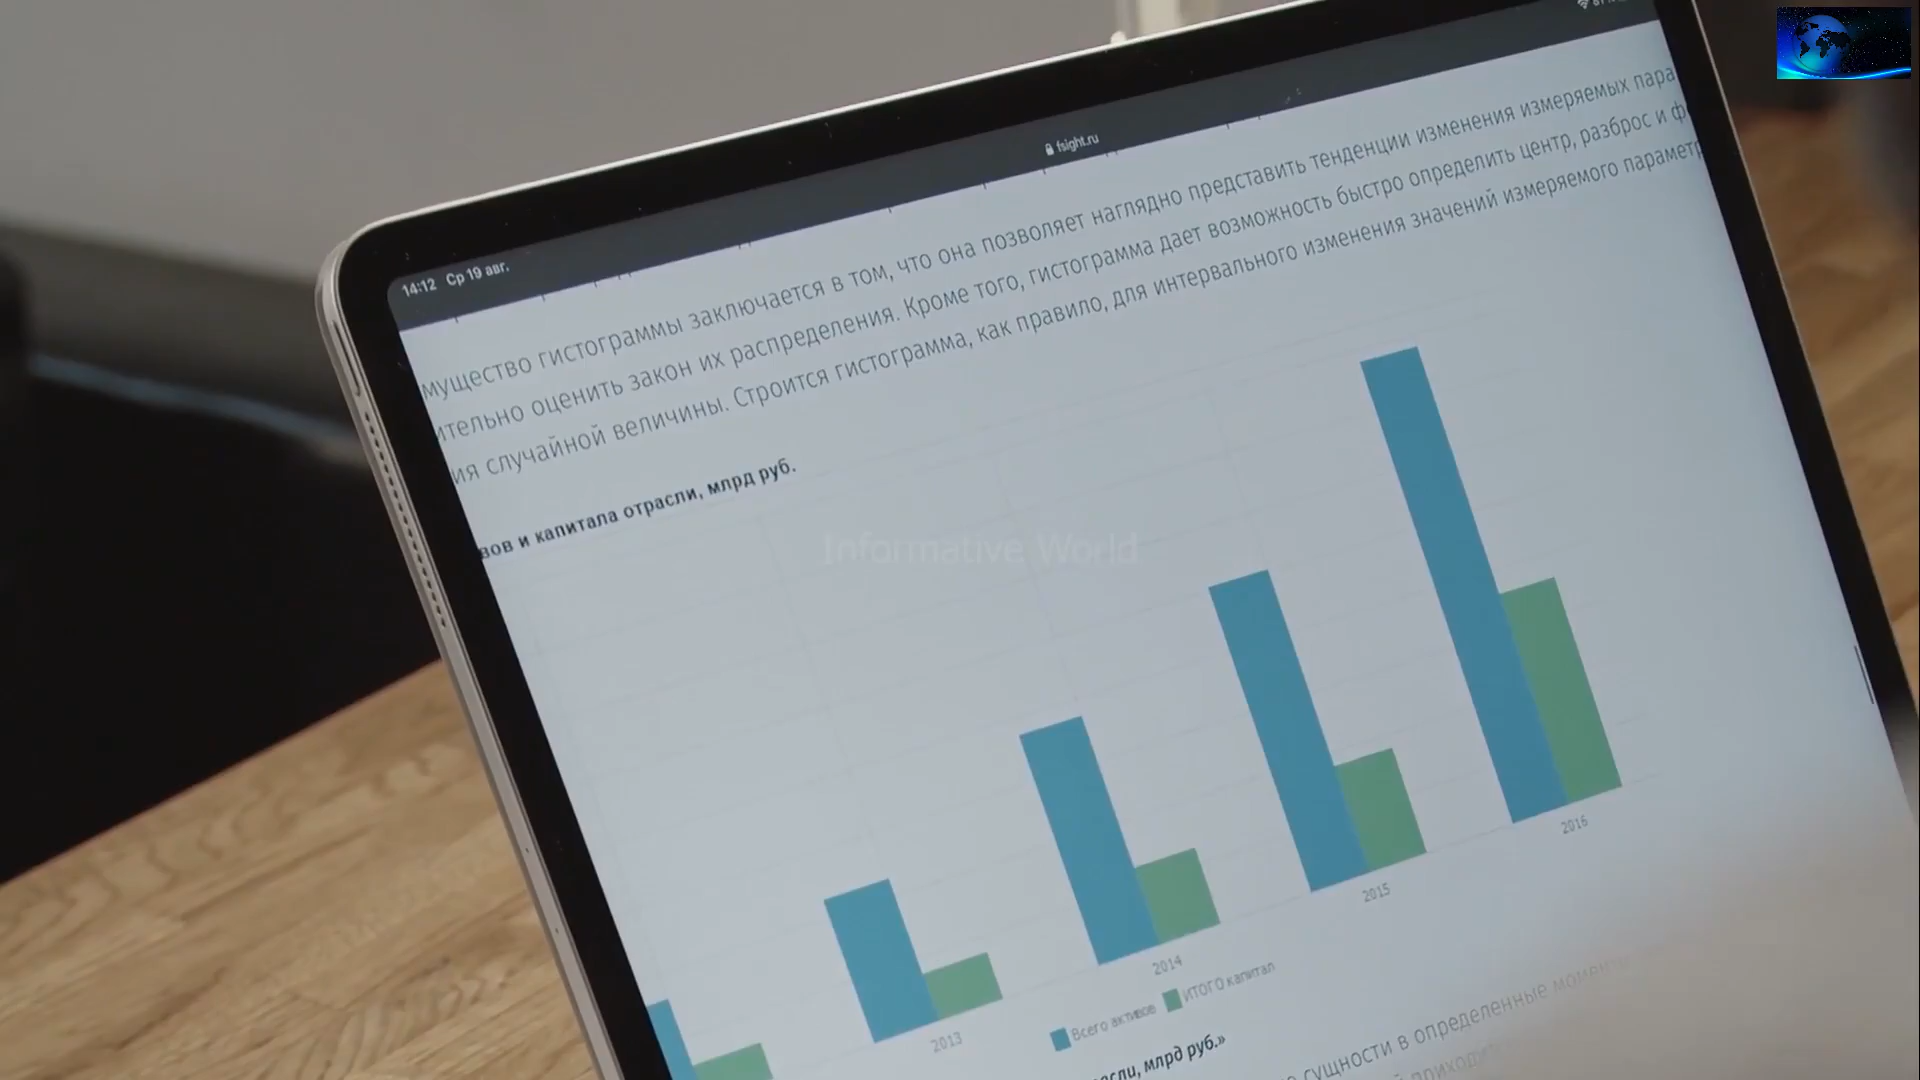 14:12 Ср 19 авг.
fsight.ru
мущество гистограммы заключается в том, что она позволяет наглядно представить тенденции изменения измеряемых пара
ительно оценить закон их распределения. Кроме того, гистограмма дает возможность быстро определить центр, разброс и ф
ия случайной величины. Строится гистограмма, как правило, для интервального изменения значений измеряемого параметр
вов и капитала отрасли, млрд руб.
Informative World
2013
2014
2015
2016
Всего активов
ИТОГО капитал
асли, млрд руб.»
сущности в определенные